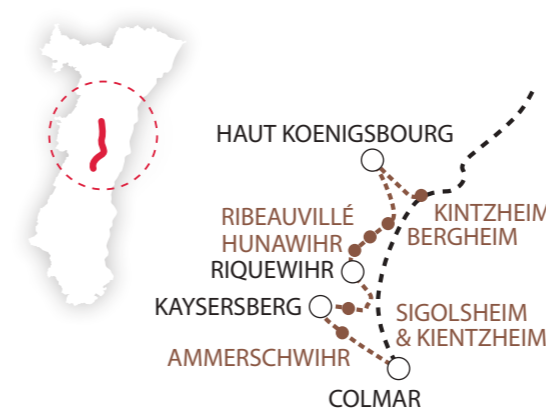 HAUT KOENIGSBOURG
RIBEAUVILLÉ
KINTZHEIM
HUNAWIHR
BERGHEIM
RIQUEWIHR
KAYSERSBERG
SIGOLSHEIM
& KIENTZHEIM
AMMERSCHWIHR
COLMAR